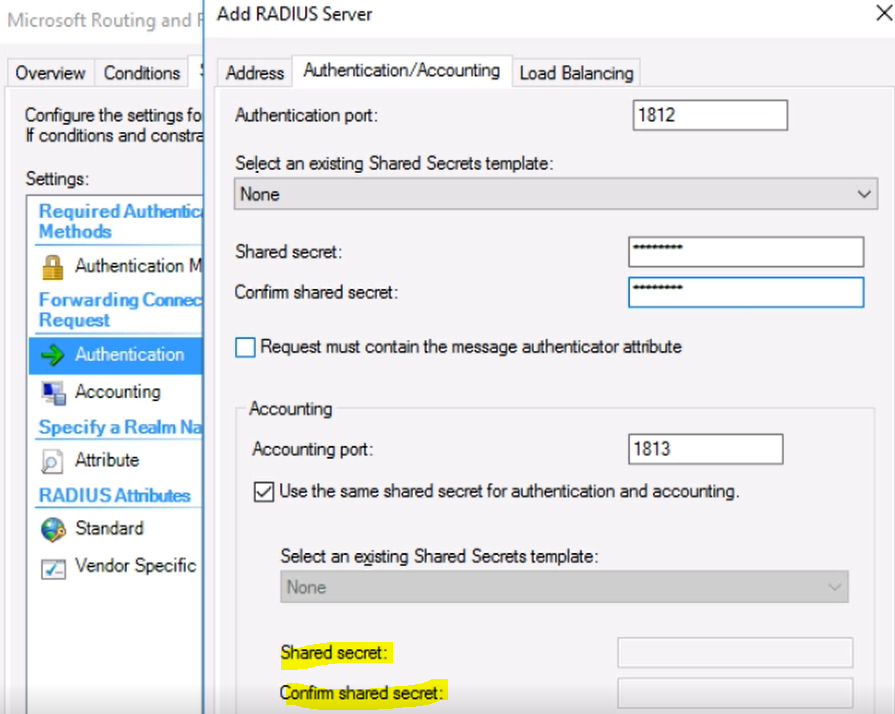 Microsoft Routing and
Add RADIUS Server
Overview
Conditions
Address
Authentication/Accounting
Load Balancing
Configure the settings fo
If conditions and constra
Settings:
Required Authentica
Methods
Authentication M
Forwarding Connec
Request
Authentication
Accounting
Specify a Realm Na
Attribute
RADIUS Attributes
Standard
Vendor Specific
Authentication port:
1812
Select an existing Shared Secrets template:
None
Shared secret:
********
Confirm shared secret:
********
Request must contain the message authenticator attribute
Accounting
Accounting port:
1813
Use the same shared secret for authentication and accounting.
Select an existing Shared Secrets template:
None
Shared secret:
Confirm shared secret: